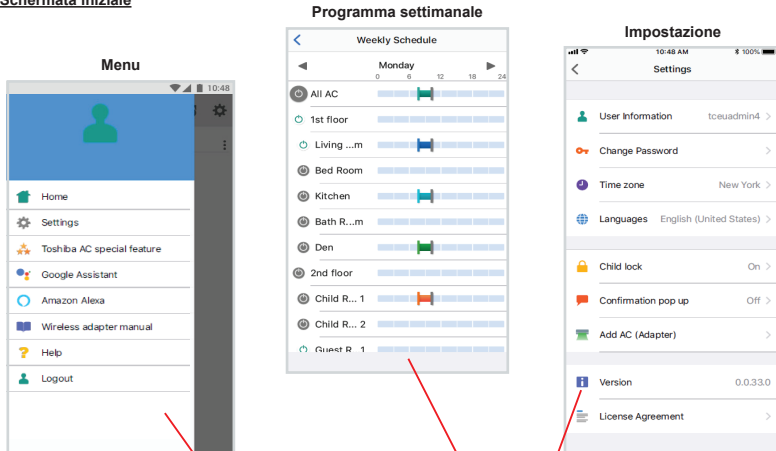 Schermata iniziale
Menu
10:48
Home
Settings
Toshiba AC special feature
Google Assistant
Amazon Alexa
Wireless adapter manual
Help
Logout
Programma settimanale
Weekly Schedule
Monday
0 6 12 18 24
All AC
1st floor
Living ...m
Bed Room
Kitchen
Bath R...m
Den
2nd floor
Child R... 1
Child R... 2
Guest R 1
Impostazione
10:48 AM 100%
Settings
User Information tceuadmin4
Change Password
Time zone New York
Languages English (United States)
Child lock On
Confirmation pop up Off
Add AC (Adapter)
Version 0.0.33.0
License Agreement